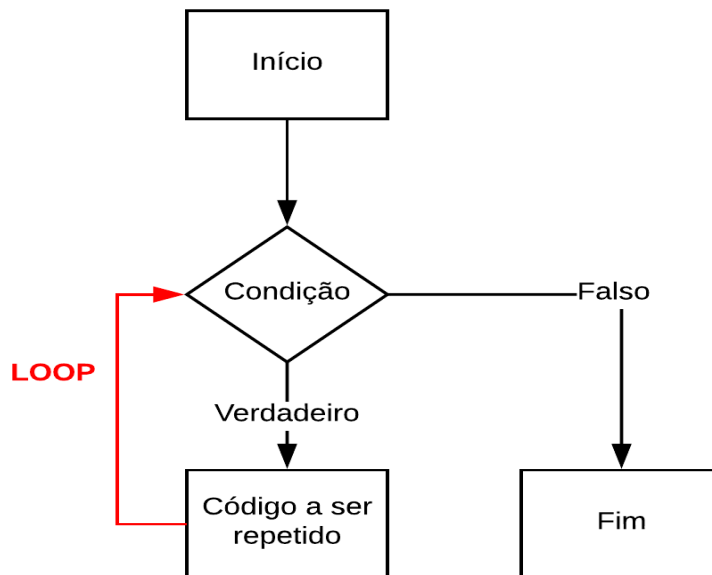 Início
Condição
Falso
LOOP
Verdadeiro
Código a ser
repetido
Fim